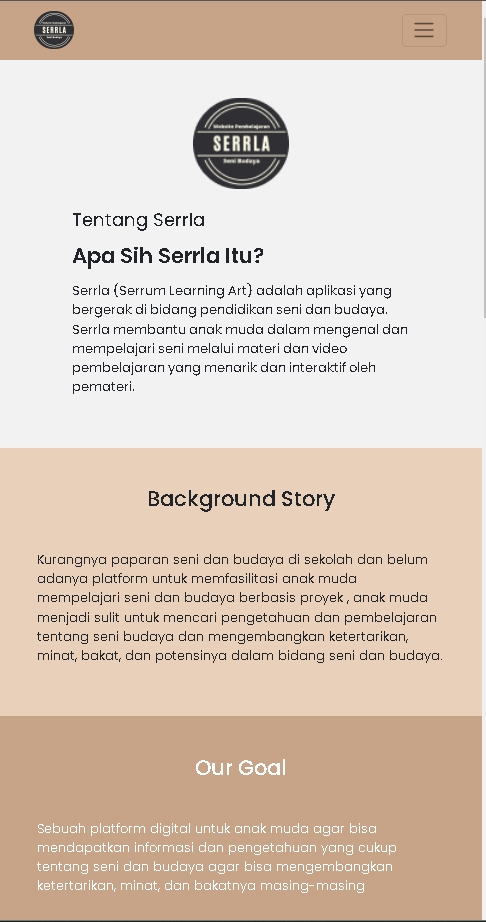 SERRLA
Website Pembelajaran
SERRLA
Seni Budaya
Tentang Serrla
Apa Sih Serrla Itu?
Serrla (Serrum Learning Art) adalah aplikasi yang
bergerak di bidang pendidikan seni dan budaya.
Serrla membantu anak muda dalam mengenal dan
mempelajari seni melalui materi dan video
pembelajaran yang menarik dan interaktif oleh
pemateri.
Background Story
Kurangnya paparan seni dan budaya di sekolah dan belum
adanya platform untuk memfasilitasi anak muda
mempelajari seni dan budaya berbasis proyek , anak muda
menjadi sulit untuk mencari pengetahuan dan pembelajaran
tentang seni budaya dan mengembangkan ketertarikan,
minat, bakat, dan potensinya dalam bidang seni dan budaya.
Our Goal
Sebuah platform digital untuk anak muda agar bisa
mendapatkan informasi dan pengetahuan yang cukup
tentang seni dan budaya agar bisa mengembangkan
ketertarikan, minat, dan bakatnya masing-masing